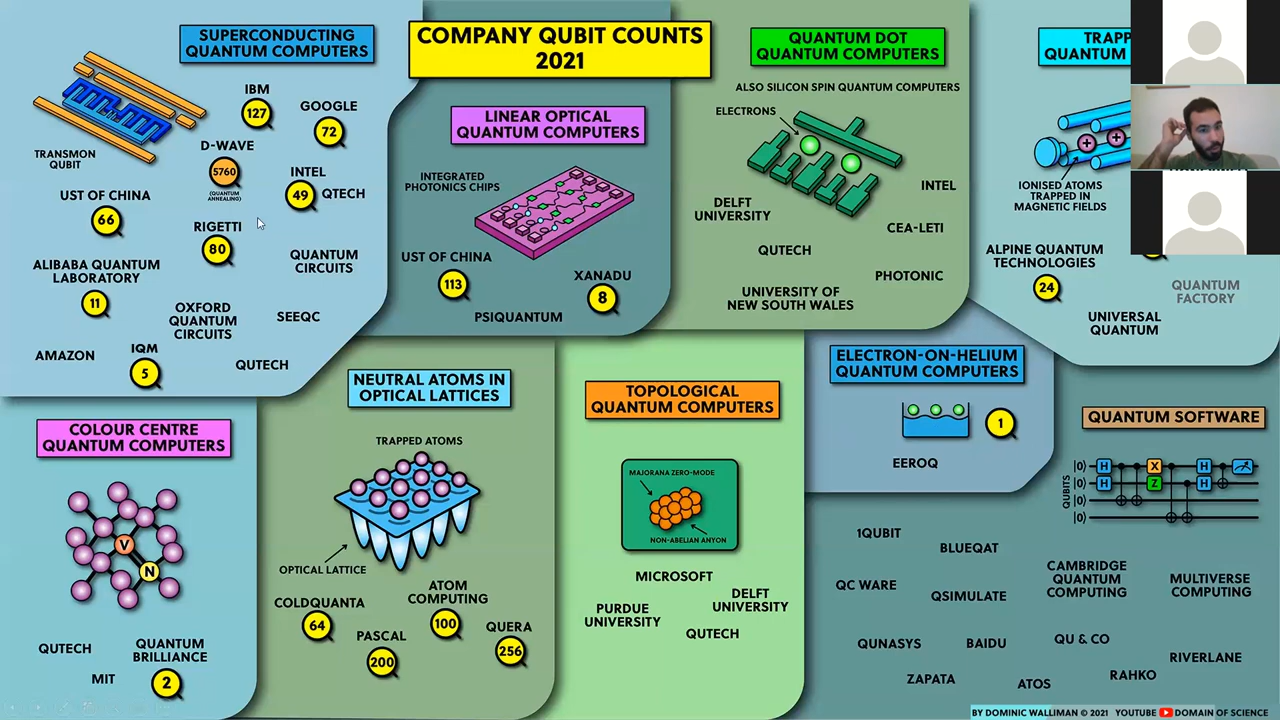 COMPANY QUBIT COUNTS
2021
SUPERCONDUCTING
QUANTUM COMPUTERS
TRANSMON
QUBIT
IBM
127
GOOGLE
72
D-WAVE
5760
(QUANTUM
ANNEALING)
INTEL
49
QTECH
UST OF CHINA
66
RIGETTI
80
QUANTUM
CIRCUITS
ALIBABA QUANTUM
LABORATORY
11
OXFORD
QUANTUM
CIRCUITS
SEEQC
AMAZON
IQM
5
QUTECH
LINEAR OPTICAL
QUANTUM COMPUTERS
INTEGRATED
PHOTONICS CHIPS
UST OF CHINA
113
XANADU
8
PSIQUANTUM
QUANTUM DOT
QUANTUM COMPUTERS
ALSO SILICON SPIN QUANTUM COMPUTERS
ELECTRONS
INTEL
DELFT
UNIVERSITY
CEA-LETI
QUTECH
PHOTONIC
UNIVERSITY OF
NEW SOUTH WALES
TRAPP
QUANTUM
IONISED ATOMS
TRAPPED IN
MAGNETIC FIELDS
ALPINE QUANTUM
TECHNOLOGIES
24
QUANTUM
FACTORY
UNIVERSAL
QUANTUM
COLOUR CENTRE
QUANTUM COMPUTERS
V
N
QUTECH
QUANTUM
BRILLIANCE
2
MIT
NEUTRAL ATOMS IN
OPTICAL LATTICES
TRAPPED ATOMS
OPTICAL LATTICE
COLDQUANTA
64
ATOM
COMPUTING
100
PASCAL
200
QUERA
256
TOPOLOGICAL
QUANTUM COMPUTERS
MAJORANA ZERO-MODE
NON-ABELIAN ANYON
MICROSOFT
PURDUE
UNIVERSITY
DELFT
UNIVERSITY
QUTECH
ELECTRON-ON-HELIUM
QUANTUM COMPUTERS
1
EEROQ
QUANTUM SOFTWARE
QUBITS
|0⟩ H X H
|0⟩ H Z H
|0⟩
|0⟩
1QUBIT
BLUEQAT
QC WARE
QSIMULATE
CAMBRIDGE
QUANTUM
COMPUTING
MULTIVERSE
COMPUTING
QUNASYS
BAIDU
QU & CO
RIVERLANE
ZAPATA
ATOS
RAHKO
BY DOMINIC WALLIMAN © 2021 YOUTUBE DOMAIN OF SCIENCE